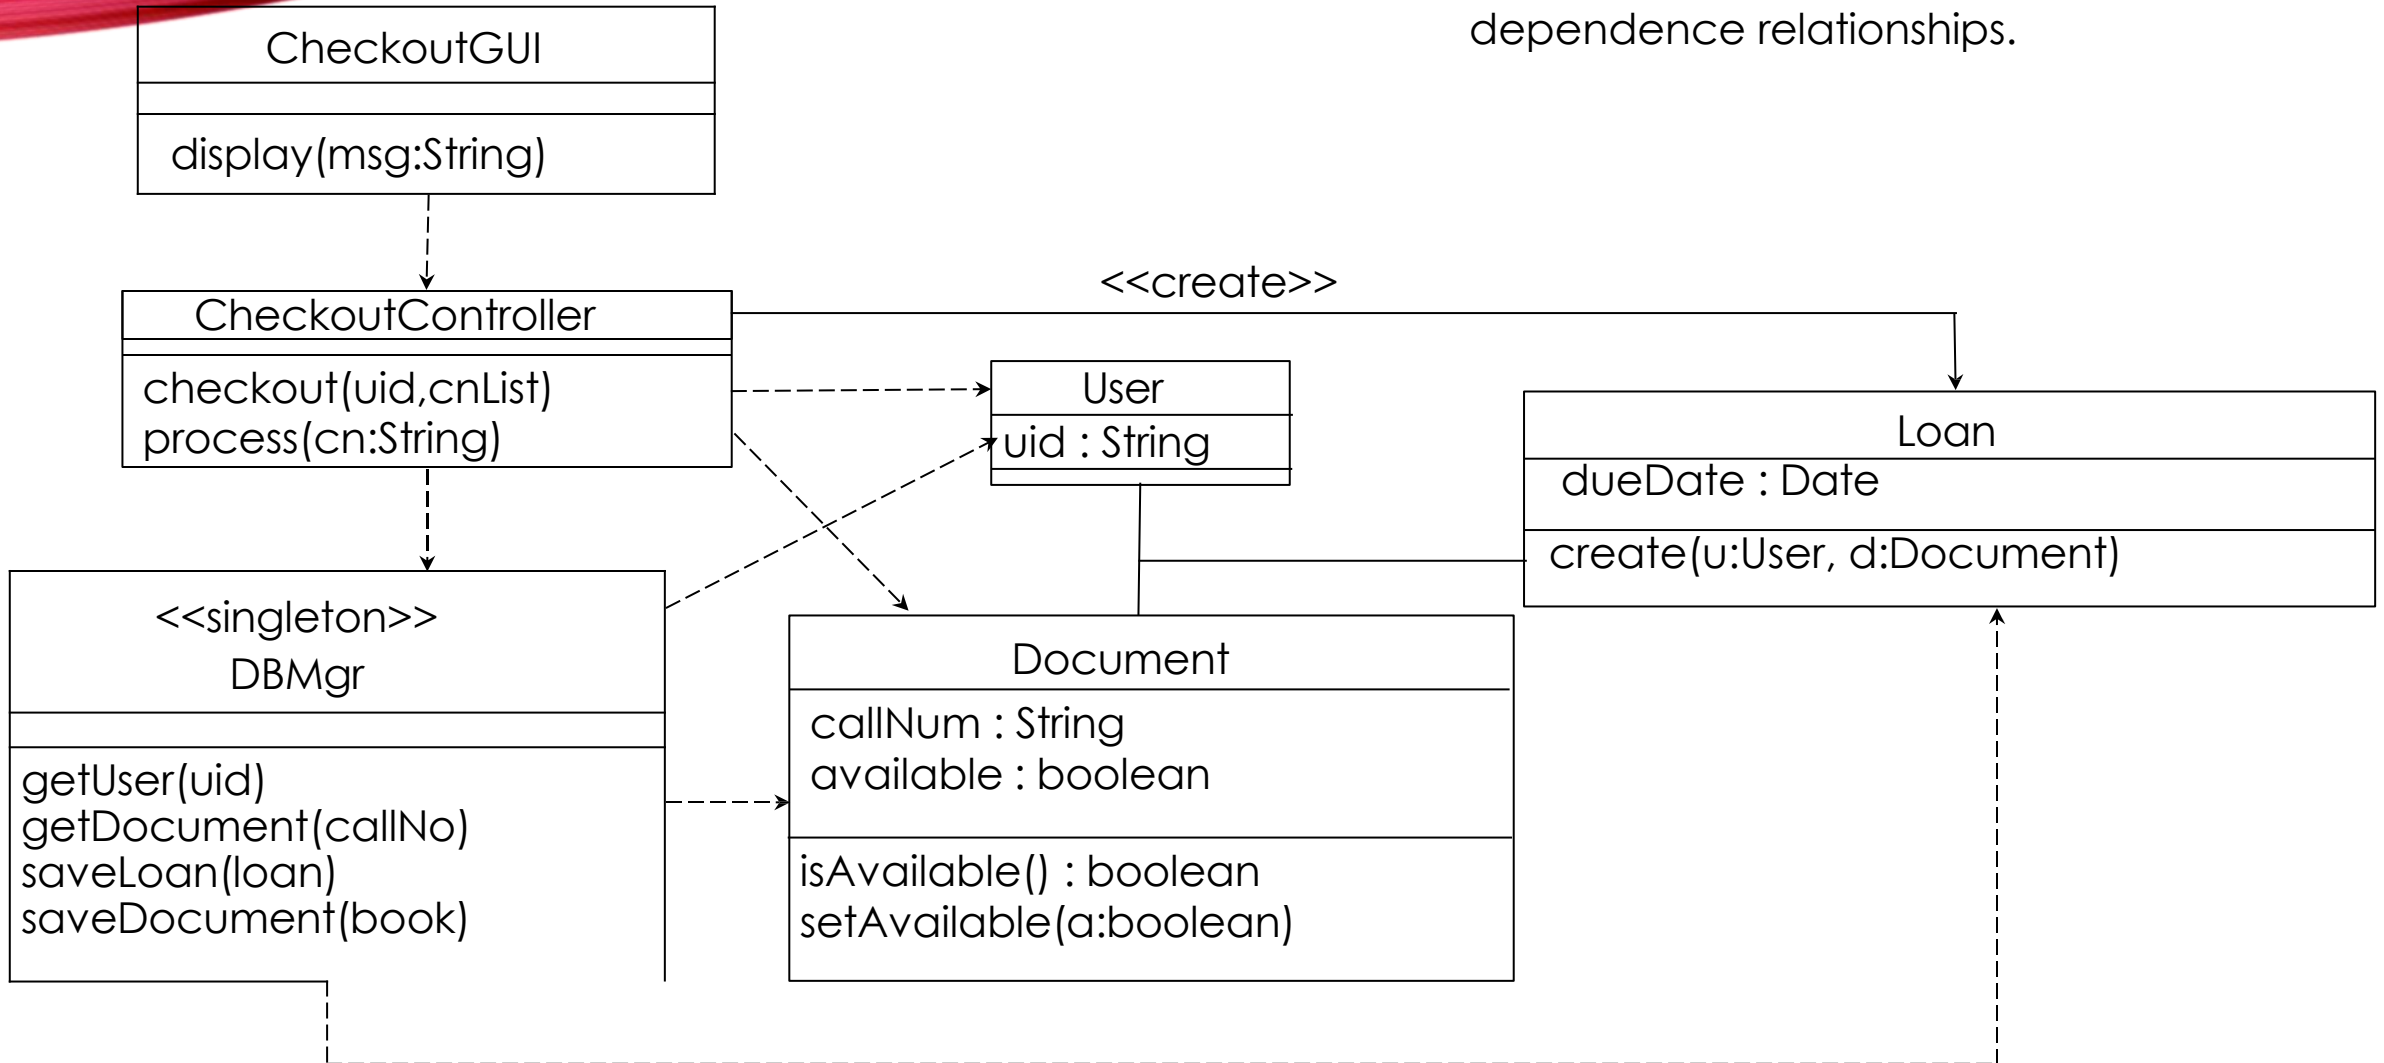 dependence relationships.
CheckoutGUI
display(msg:String)
<<create>>
CheckoutController
checkout(uid,cnList)
process(cn:String)
User
uid : String
Loan
dueDate : Date
create(u:User, d:Document)
<<singleton>>
DBMgr
getUser(uid)
getDocument(callNo)
saveLoan(loan)
saveDocument(book)
Document
callNum : String
available : boolean
isAvailable() : boolean
setAvailable(a:boolean)